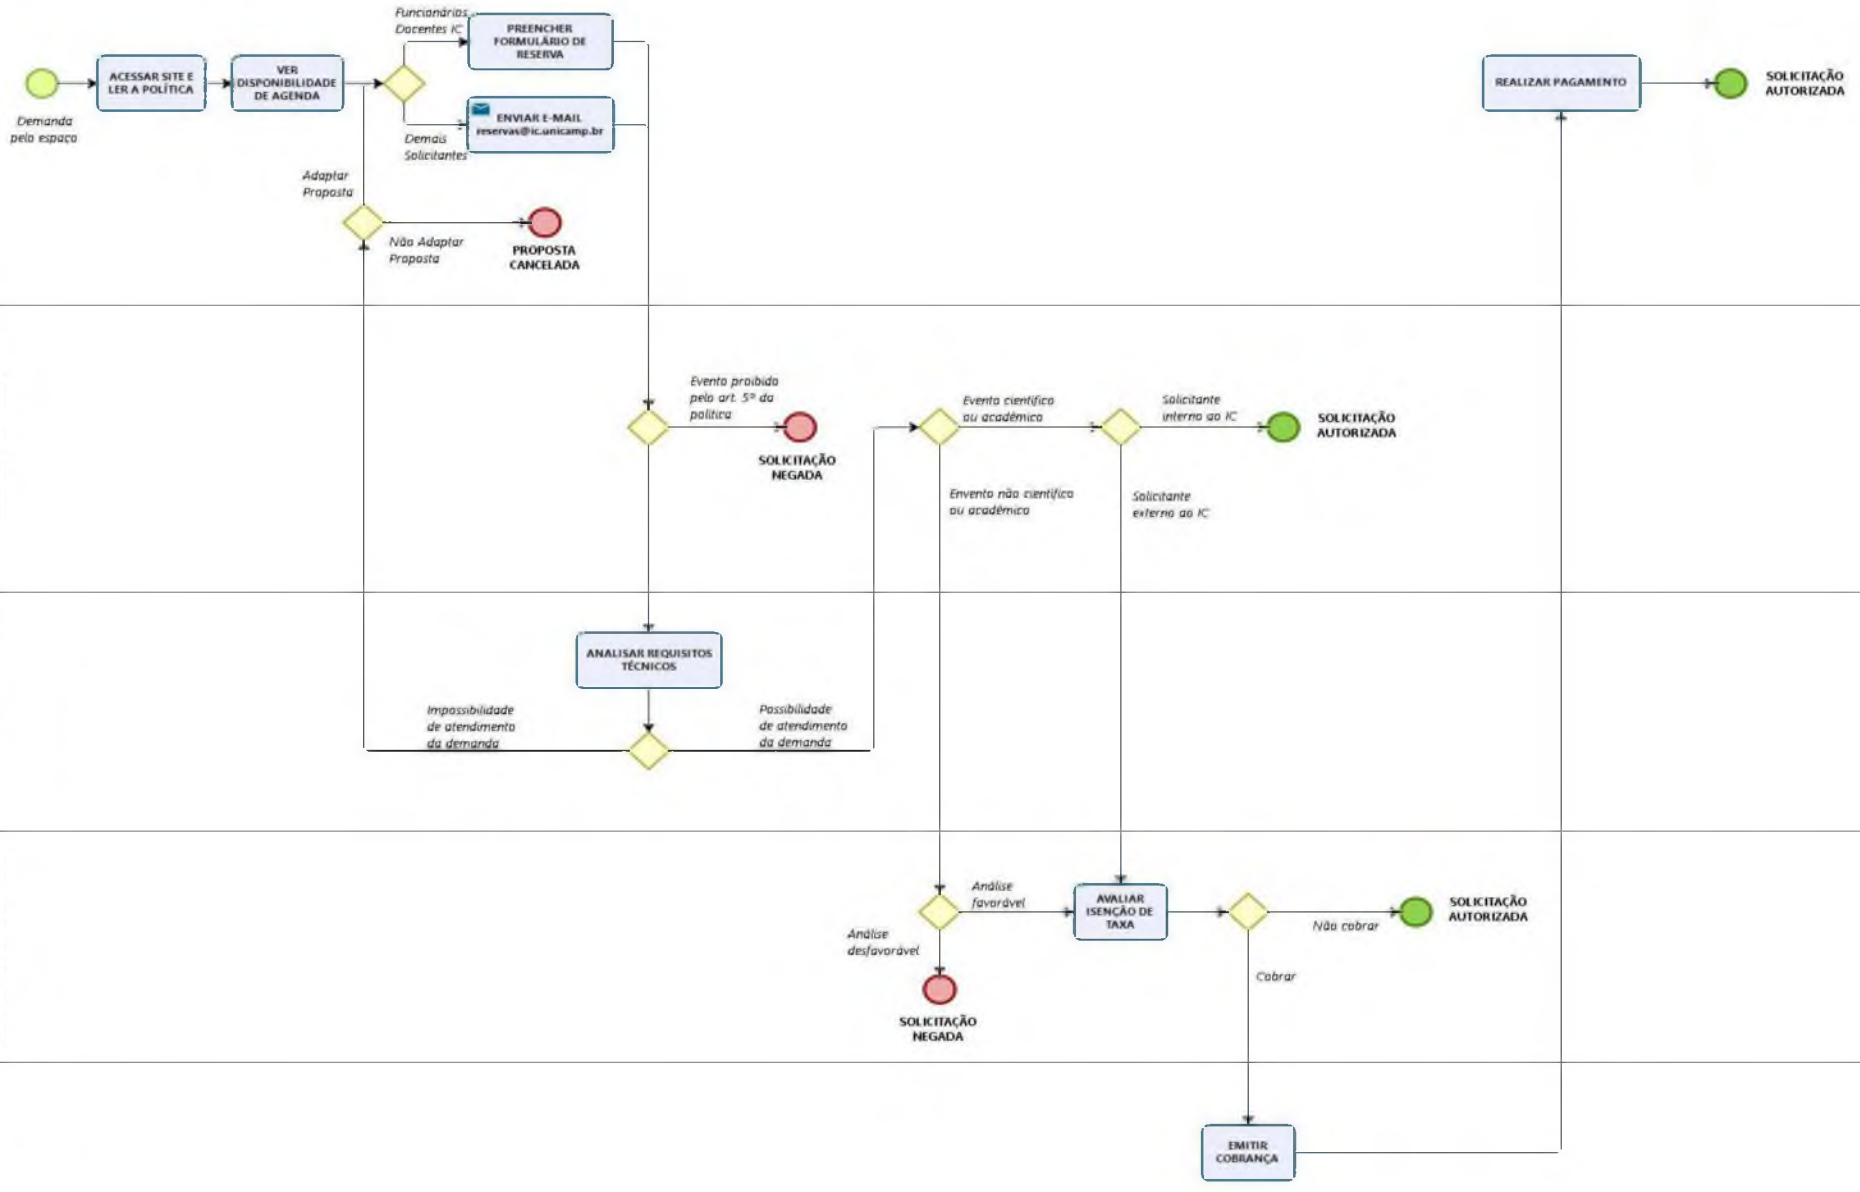 Funcionários
Docentes IC
PREENCHER
FORMULÁRIO DE
RESERVA
ACESSAR SITE E
LER A POLÍTICA
VER
DISPONIBILIDADE
DE AGENDA
REALIZAR PAGAMENTO
SOLICITAÇÃO
AUTORIZADA
Demanda
pelo espaço
ENVIAR E-MAIL
reservas@ic.unicamp.br
Demais
Solicitantes
Adaptar
Proposta
Não Adaptar
Proposta
PROPOSTA
CANCELADA
Evento proibido
pelo art. 5º da
política
SOLICITAÇÃO
NEGADA
Evento científico
ou acadêmico
Solicitante
interno ao IC
SOLICITAÇÃO
AUTORIZADA
Envento não científico
ou acadêmico
Solicitante
externo ao IC
ANALISAR REQUISITOS
TÉCNICOS
Impossibilidade
de atendimento
da demanda
Possibilidade
de atendimento
da demanda
Análise
favorável
AVALIAR
ISENÇÃO DE
TAXA
Não cobrar
SOLICITAÇÃO
AUTORIZADA
Análise
desfavorável
Cobrar
SOLICITAÇÃO
NEGADA
EMITIR
COBRANÇA